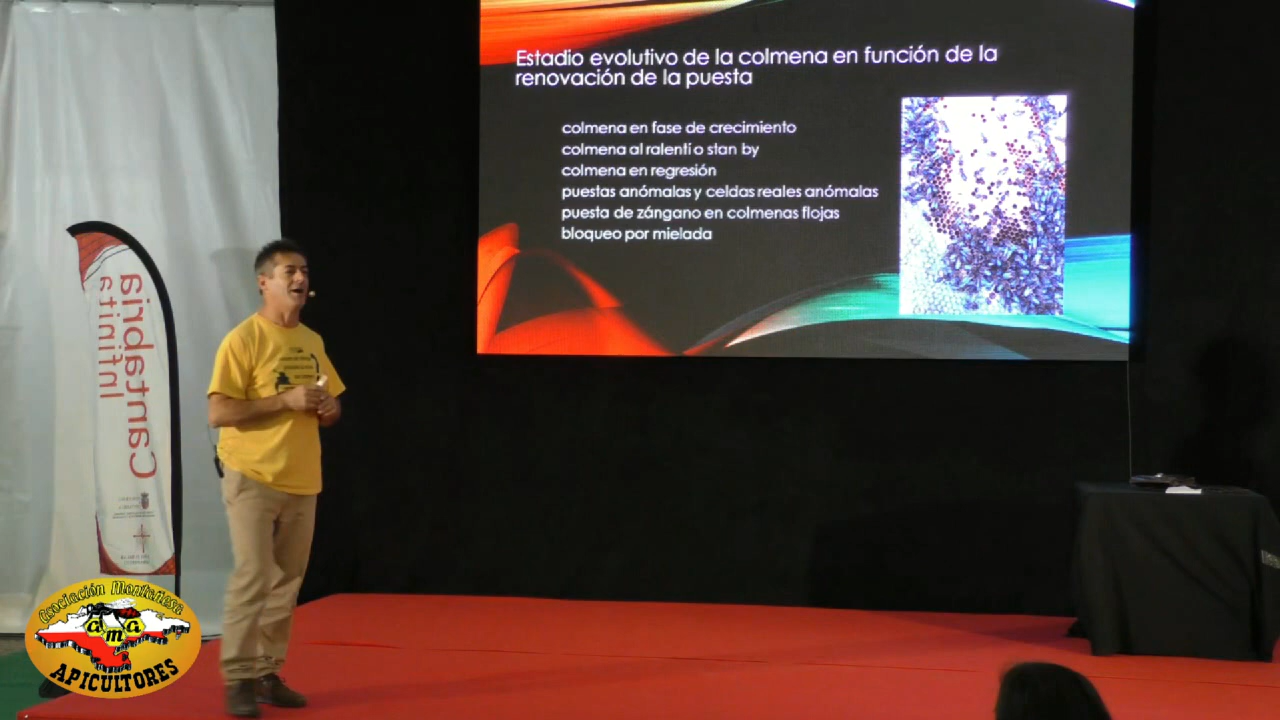 Estadio evolutivo de la colmena en función de la
renovación de la puesta
colmena en fase de crecimiento
colmena al ralenti o stan by
colmena en regresión
puestas anómalas y celdas reales anómalas
puesta de zángano en colmenas flojas
bloqueo por mielada
Cantabria
Infinita
Asociación Montañesa
ama
APICULTORES